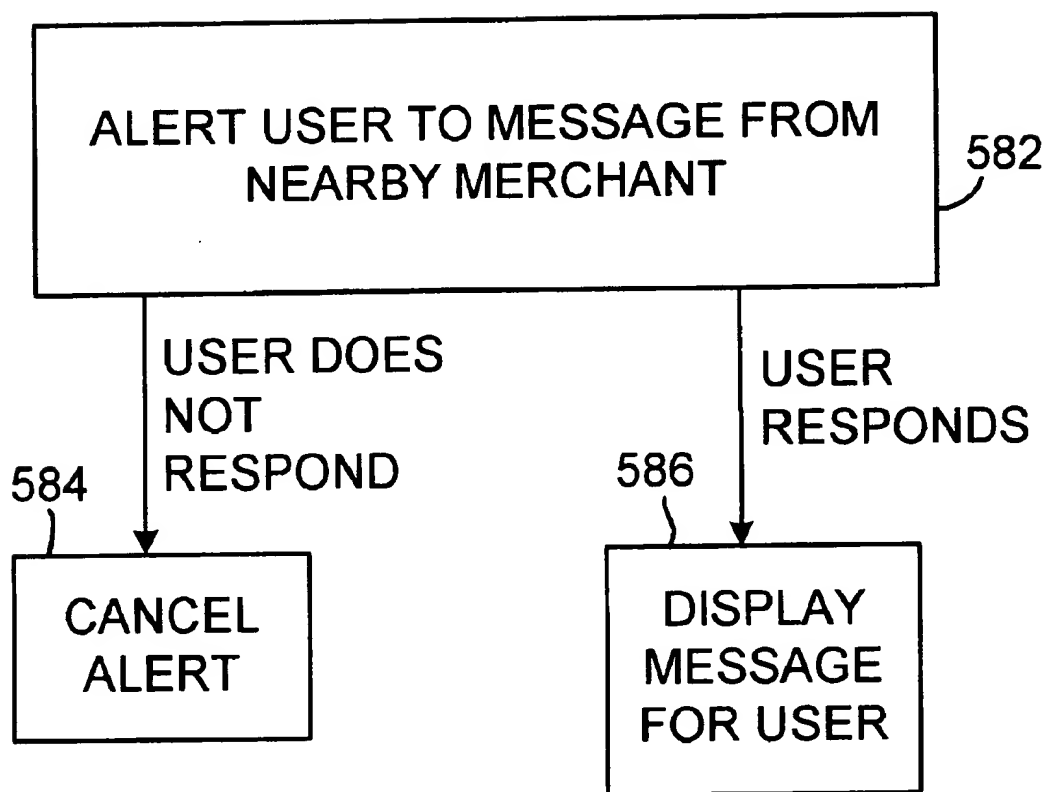 ALERT USER TO MESSAGE FROM
NEARBY MERCHANT
582
USER DOES
NOT
RESPOND
USER
RESPONDS
584
586
CANCEL
ALERT
DISPLAY
MESSAGE
FOR USER